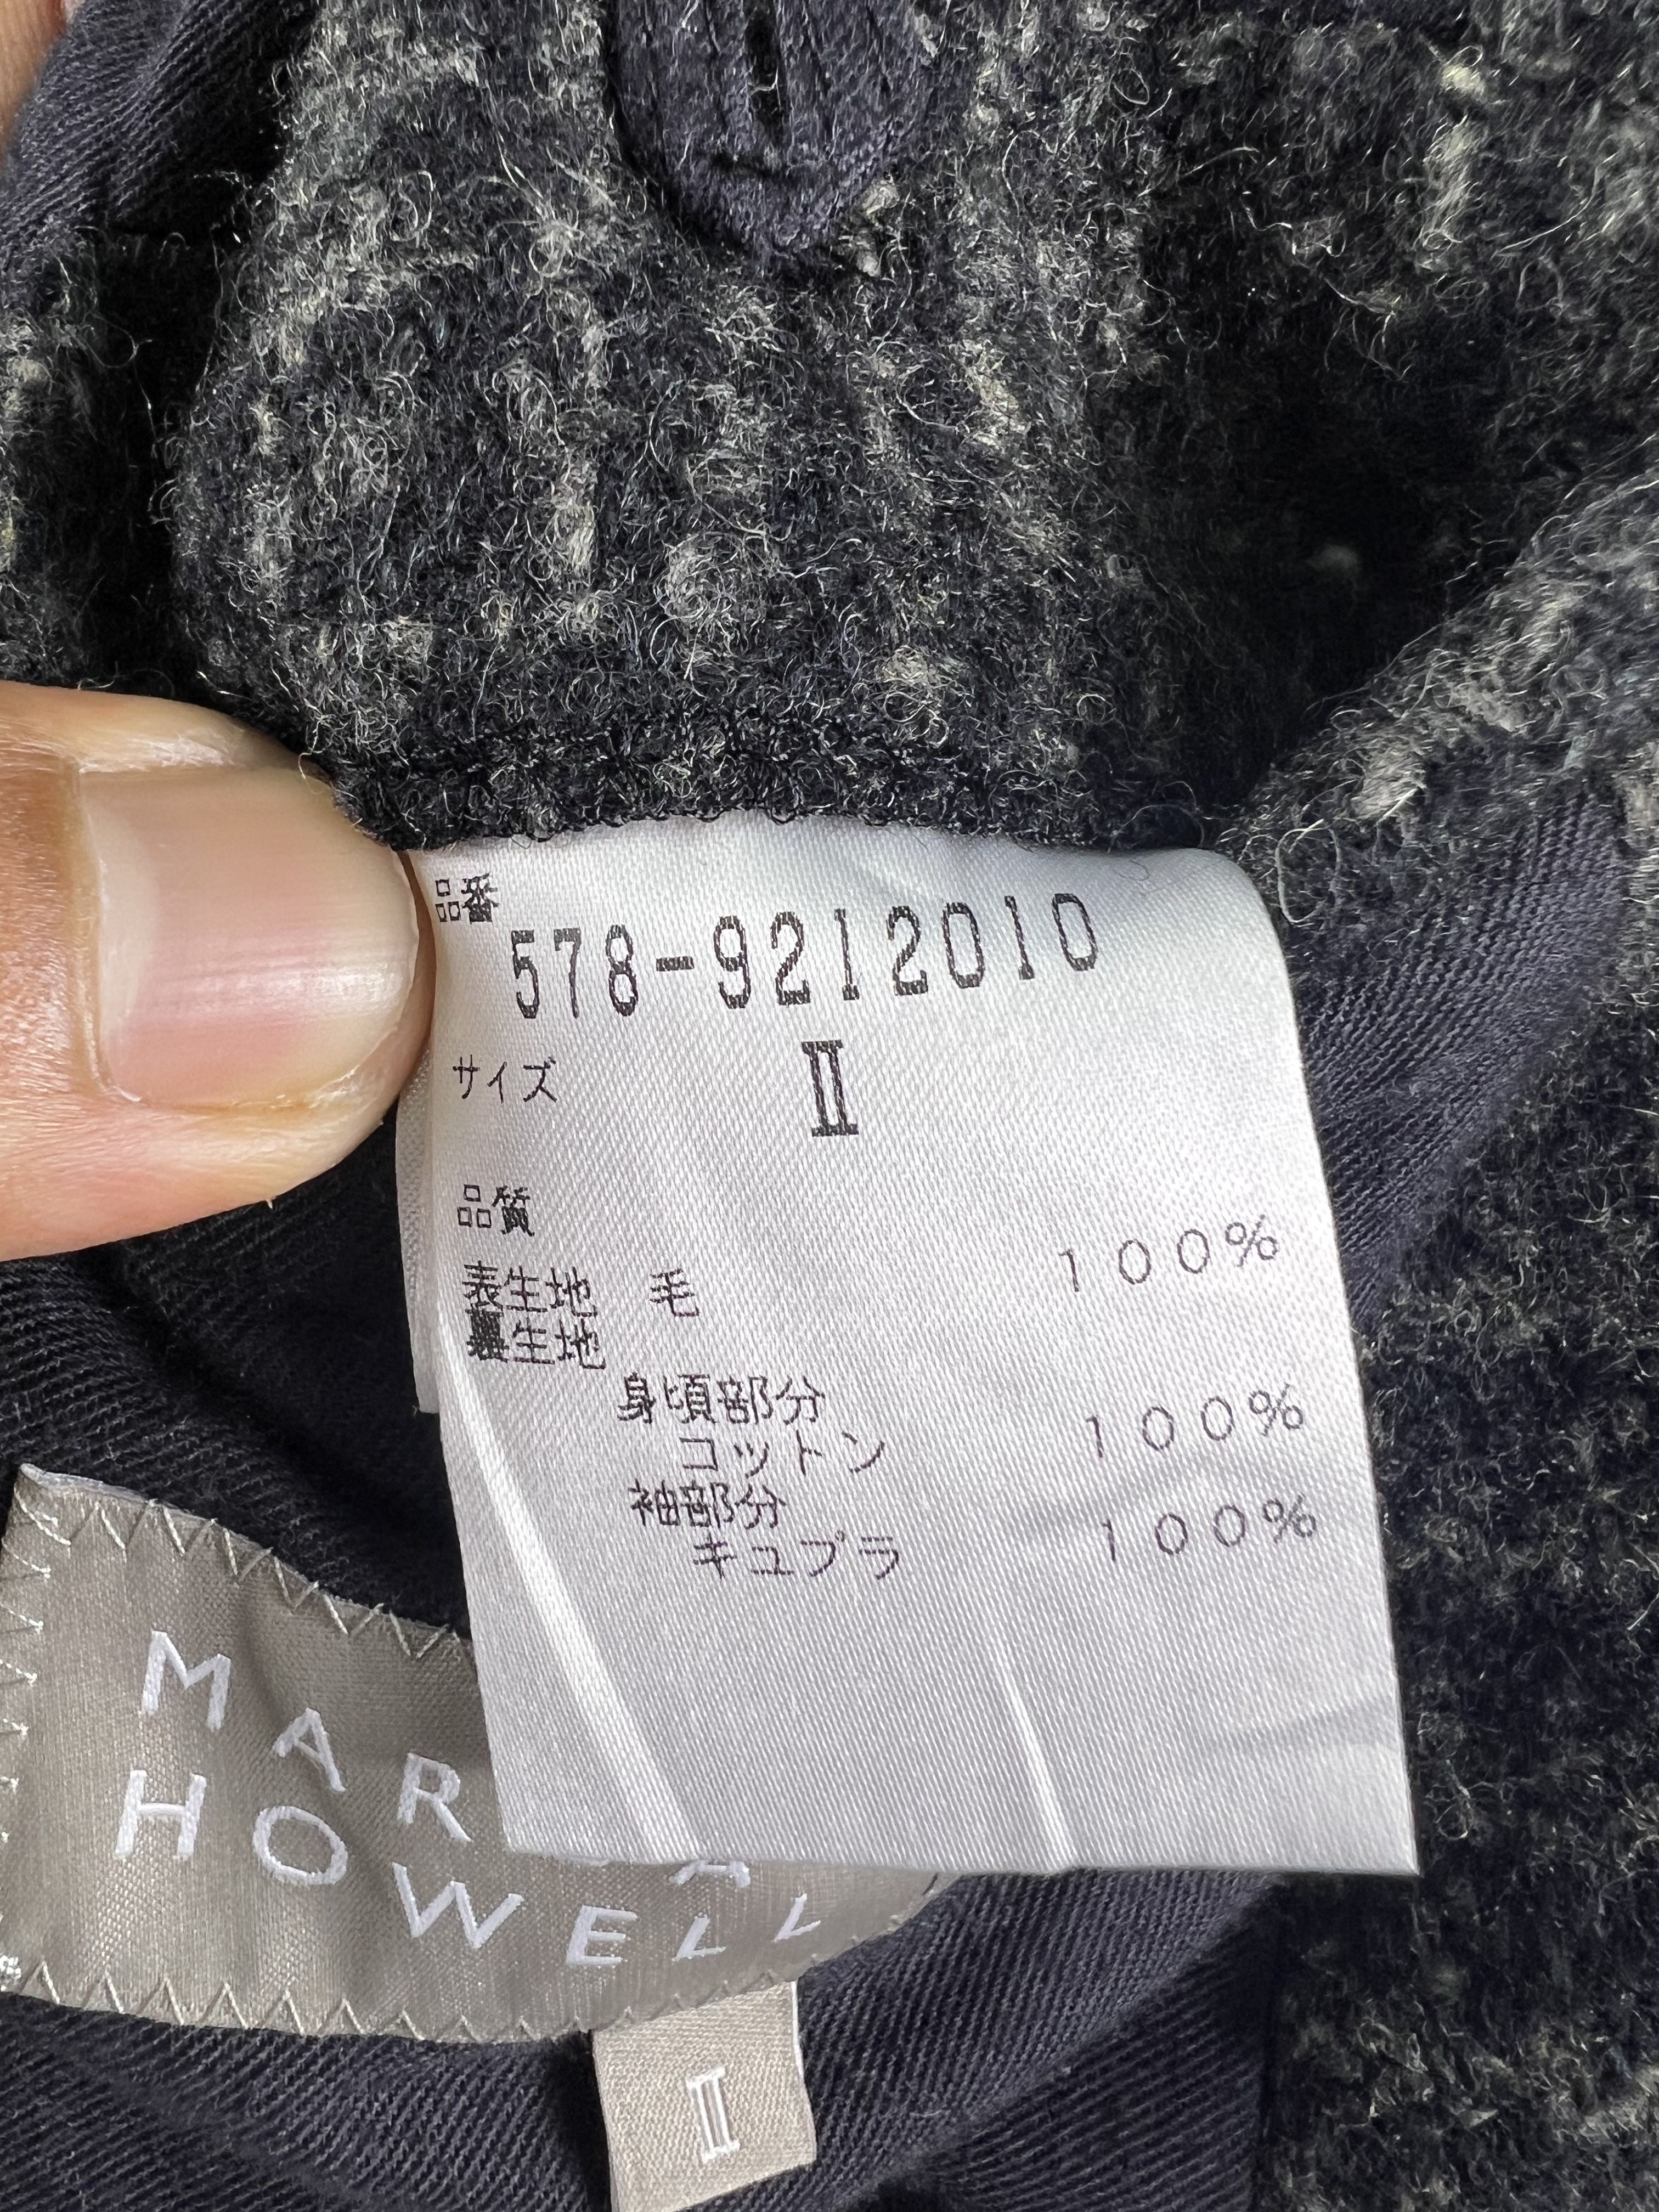 品番
578-9212010
サイズ Ⅱ
品質
表生地 毛 100%
裏生地
身頃部分
コットン 100%
袖部分
キュプラ 100%
MAR
HOWELL
Ⅱ